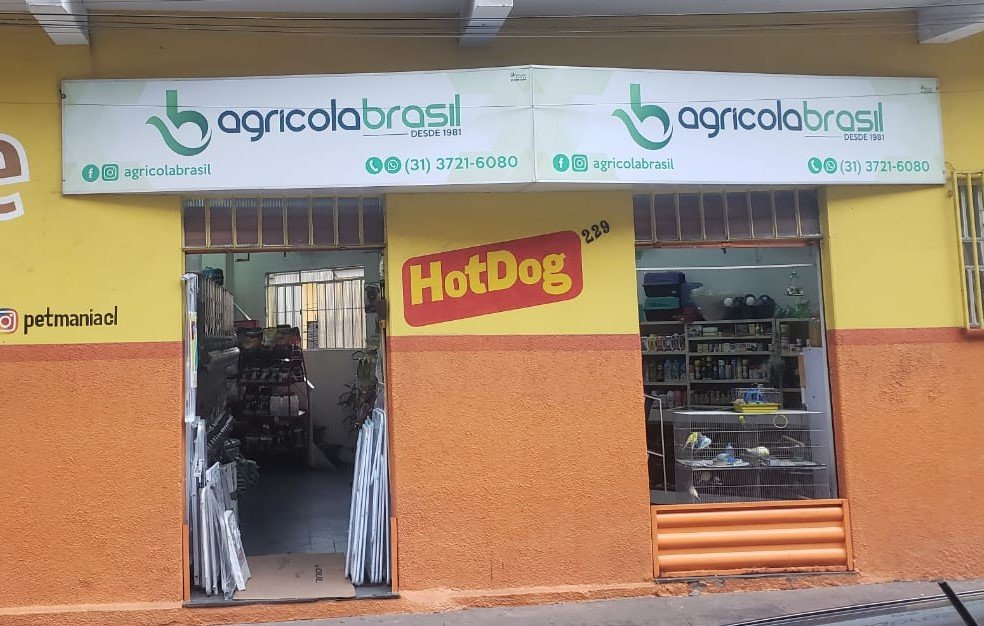 agricolabrasil
DESDE 1981
agricolabrasil
(31) 3721-6080
agricolabrasil
DESDE 1981
agricolabrasil
(31) 3721-6080
e
HotDog
229
petmaniacl